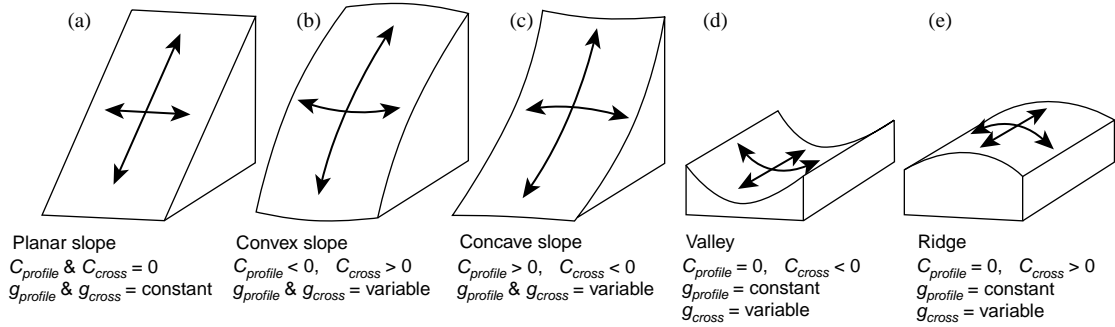 (a)
(b)
(c)
(d)
(e)
Planar slope
C_profile & C_cross = 0
g_profile & g_cross = constant
Convex slope
C_profile < 0, C_cross > 0
g_profile & g_cross = variable
Concave slope
C_profile > 0, C_cross < 0
g_profile & g_cross = variable
Valley
C_profile = 0, C_cross < 0
g_profile = constant
g_cross = variable
Ridge
C_profile = 0, C_cross > 0
g_profile = constant
g_cross = variable